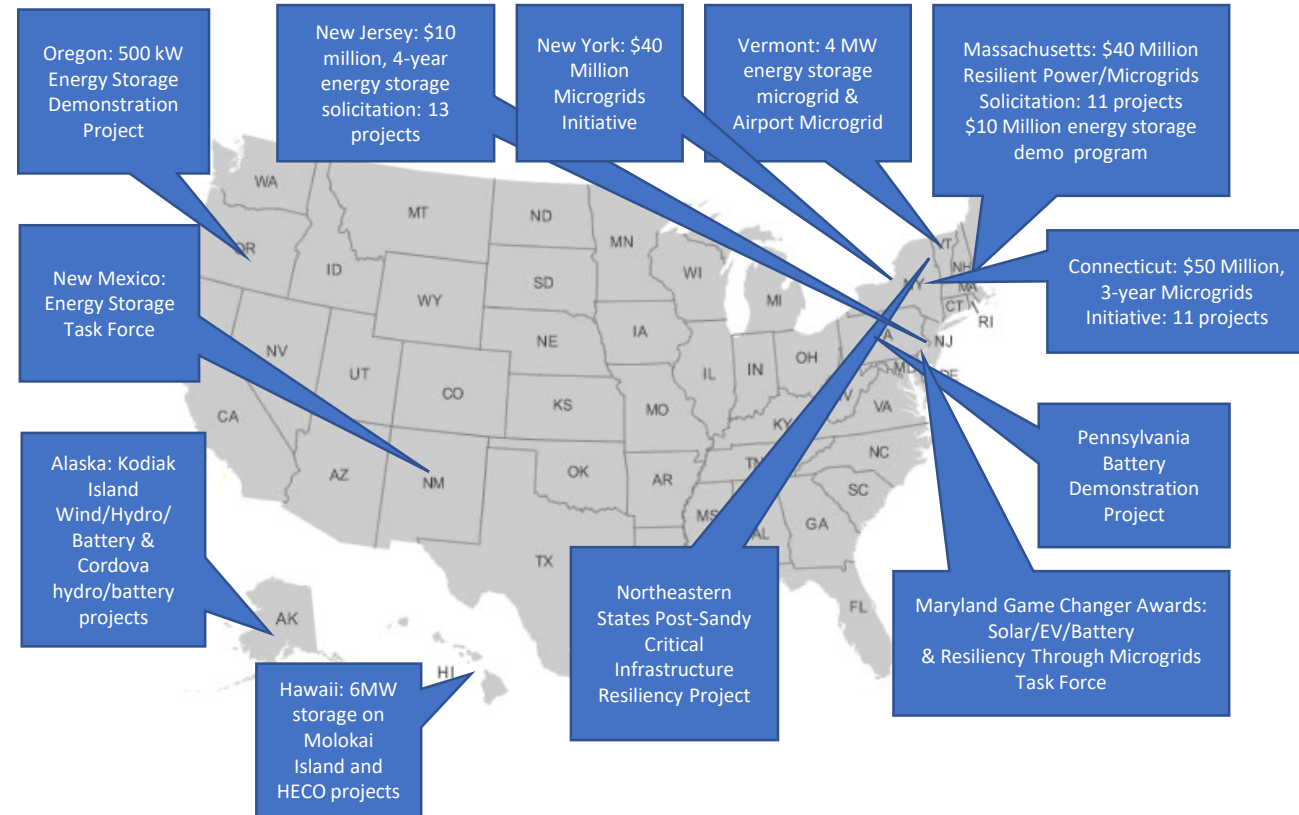 Oregon: 500 kW
Energy Storage
Demonstration
Project
New Jersey: $10
million, 4-year
energy storage
solicitation: 13
projects
New York: $40
Million
Microgrids
Initiative
Vermont: 4 MW
energy storage
microgrid &
Airport Microgrid
Massachusetts: $40 Million
Resilient Power/Microgrids
Solicitation: 11 projects
$10 Million energy storage
demo program
New Mexico:
Energy Storage
Task Force
Connecticut: $50 Million,
3-year Microgrids
Initiative: 11 projects
Alaska: Kodiak
Island
Wind/Hydro/
Battery &
Cordova
hydro/battery
projects
Pennsylvania
Battery
Demonstration
Project
Hawaii: 6MW
storage on
Molokai
Island and
HECO projects
Northeastern
States Post-Sandy
Critical
Infrastructure
Resiliency Project
Maryland Game Changer Awards:
Solar/EV/Battery
& Resiliency Through Microgrids
Task Force
WA
MT
ND
MN
ID
WY
SD
WI
MI
NY
NH
MA
CT
RI
NJ
NV
UT
CO
NE
IA
IL
IN
OH
CA
AZ
NM
KS
MO
KY
VA
OK
AR
NC
SC
TX
MS
GA
FL
AK
HI